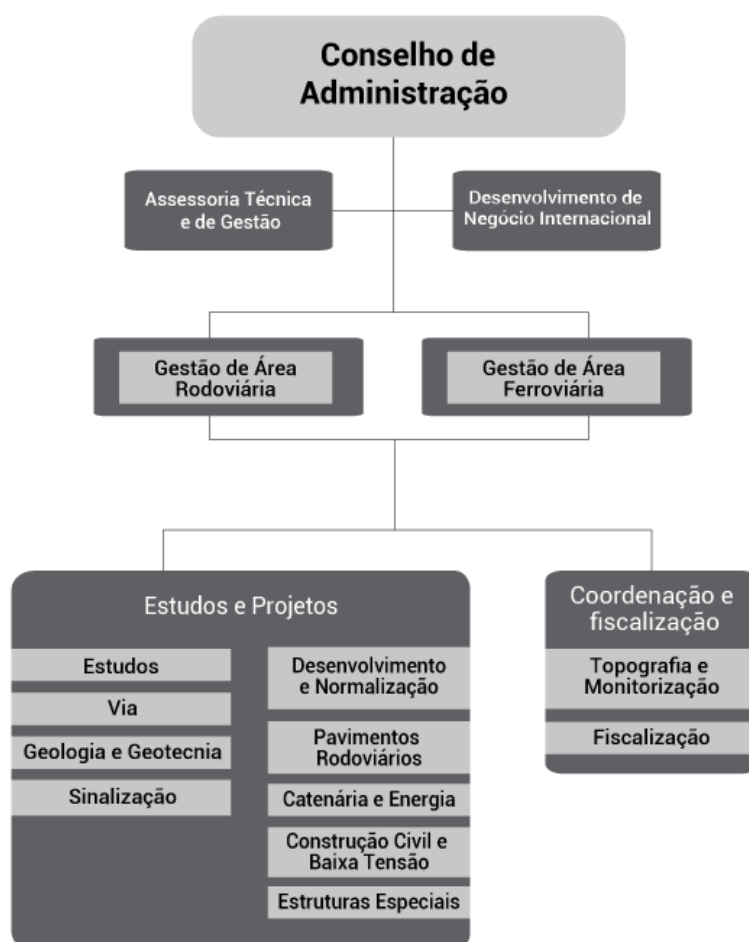 Conselho de
Administração
Assessoria Técnica
e de Gestão
Desenvolvimento de
Negócio Internacional
Gestão de Área
Rodoviária
Gestão de Área
Ferroviária
Estudos e Projetos
Estudos
Via
Geologia e Geotecnia
Sinalização
Desenvolvimento
e Normalização
Pavimentos
Rodoviários
Catenária e Energia
Construção Civil e
Baixa Tensão
Estruturas Especiais
Coordenação e
fiscalização
Topografia e
Monitorização
Fiscalização